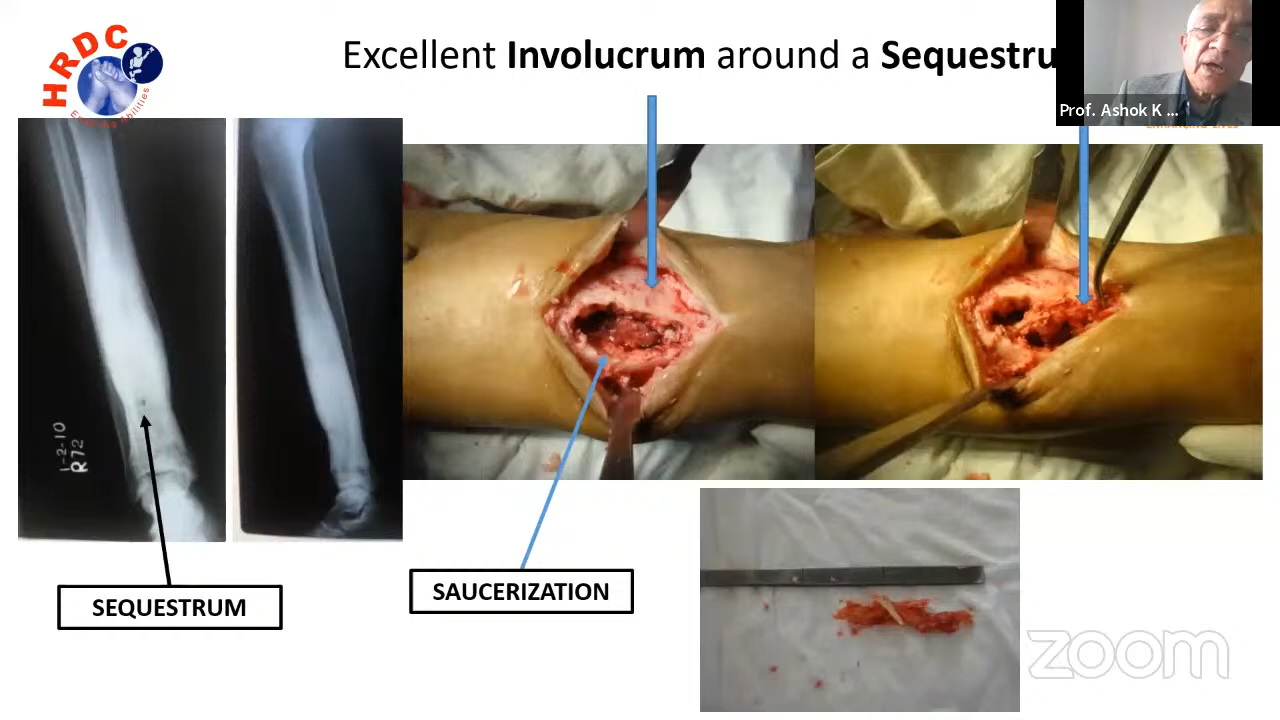 HRDC
Excellent Involucrum around a Sequestru
Prof. Ashok K ...
1-2-10
R72
SEQUESTRUM
SAUCERIZATION
zoom